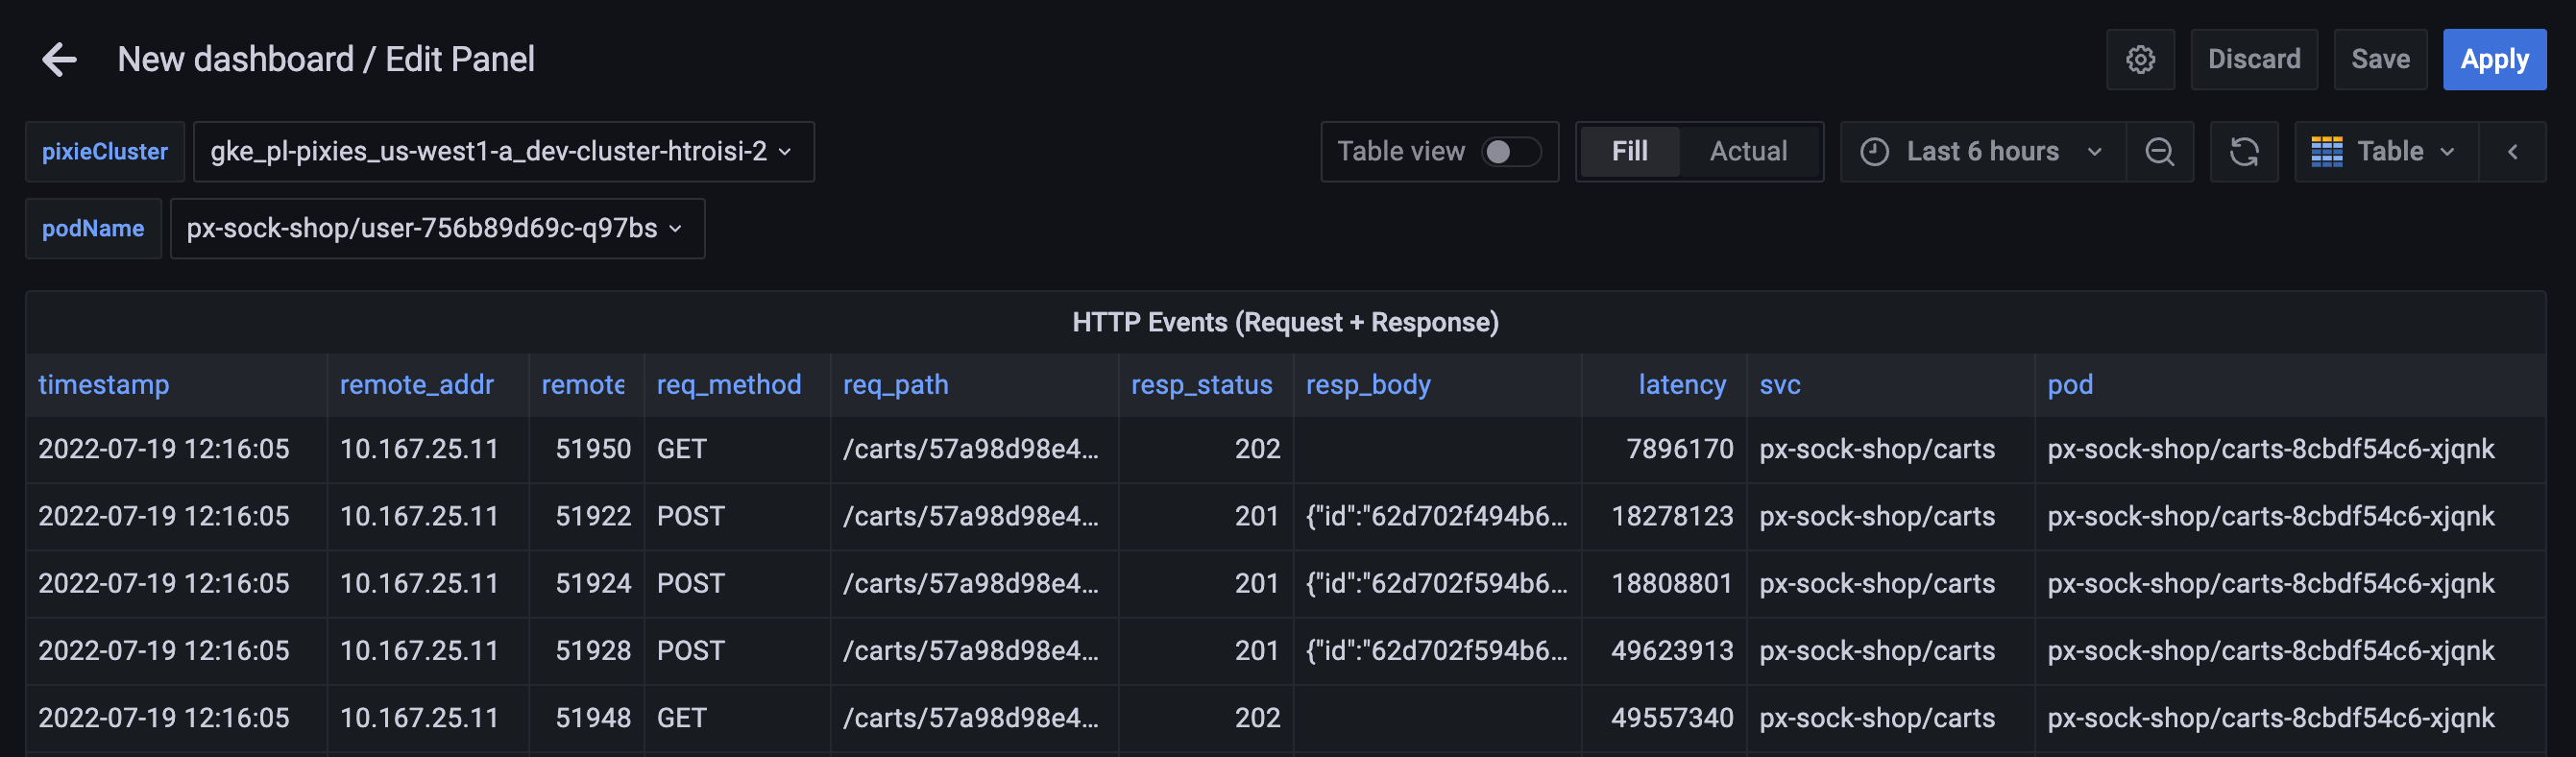 New dashboard / Edit Panel Discard Save Apply
pixieCluster gke_pl-pixies_us-west1-a_dev-cluster-htroisi-2 Table view Fill Actual Last 6 hours Table
podName px-sock-shop/user-756b89d69c-q97bs
HTTP Events (Request + Response)
timestamp remote_addr remote req_method req_path resp_status resp_body latency svc pod
2022-07-19 12:16:05 10.167.25.11 51950 GET /carts/57a98d98e4... 202 7896170 px-sock-shop/carts px-sock-shop/carts-8cbdf54c6-xjqnk
2022-07-19 12:16:05 10.167.25.11 51922 POST /carts/57a98d98e4... 201 {"id":"62d702f494b6... 18278123 px-sock-shop/carts px-sock-shop/carts-8cbdf54c6-xjqnk
2022-07-19 12:16:05 10.167.25.11 51924 POST /carts/57a98d98e4... 201 {"id":"62d702f594b6... 18808801 px-sock-shop/carts px-sock-shop/carts-8cbdf54c6-xjqnk
2022-07-19 12:16:05 10.167.25.11 51928 POST /carts/57a98d98e4... 201 {"id":"62d702f594b6... 49623913 px-sock-shop/carts px-sock-shop/carts-8cbdf54c6-xjqnk
2022-07-19 12:16:05 10.167.25.11 51948 GET /carts/57a98d98e4... 202 49557340 px-sock-shop/carts px-sock-shop/carts-8cbdf54c6-xjqnk